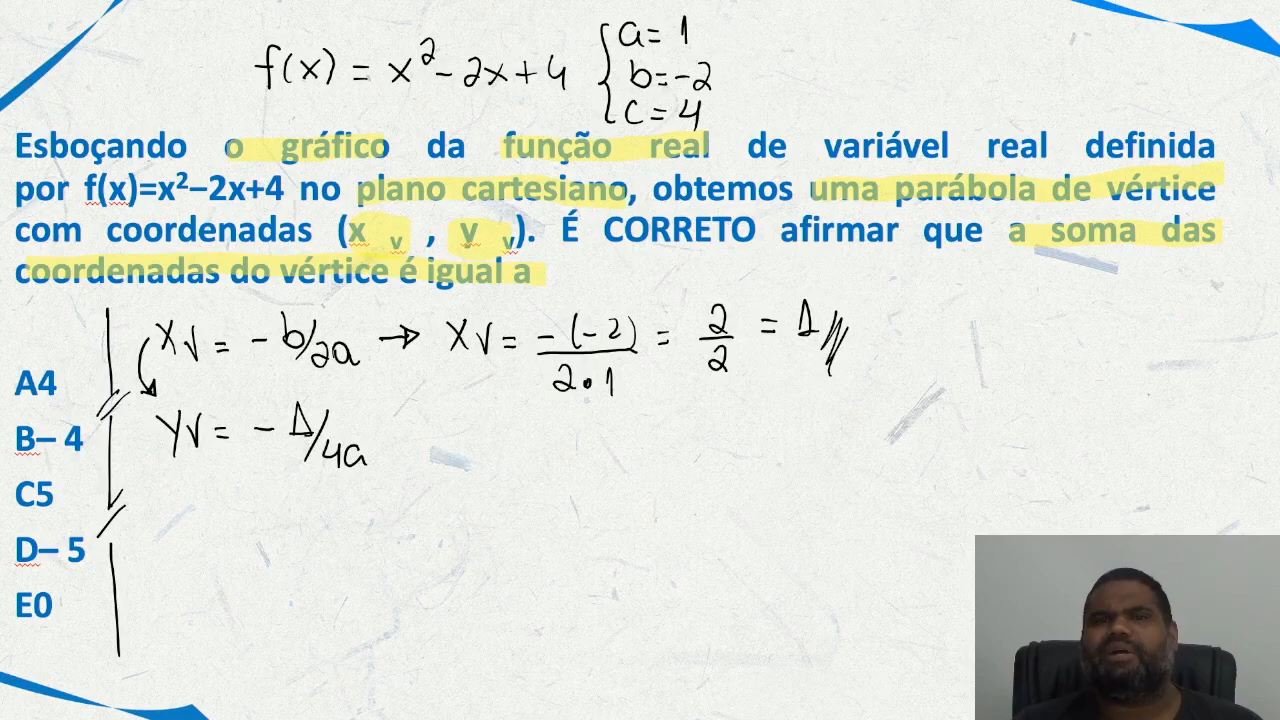 f(x) = x² - 2x + 4 { a = 1
b = -2
c = 4
Esboçando o gráfico da função real de variável real definida
por f(x)=x²–2x+4 no plano cartesiano, obtemos uma parábola de vértice
com coordenadas (x v , y v). É CORRETO afirmar que a soma das
coordenadas do vértice é igual a
XV = - b/2a → XV = -(-2)/2•1 = 2/2 = 1
A4
YV = - Δ/4a
B– 4
C5
D– 5
E0